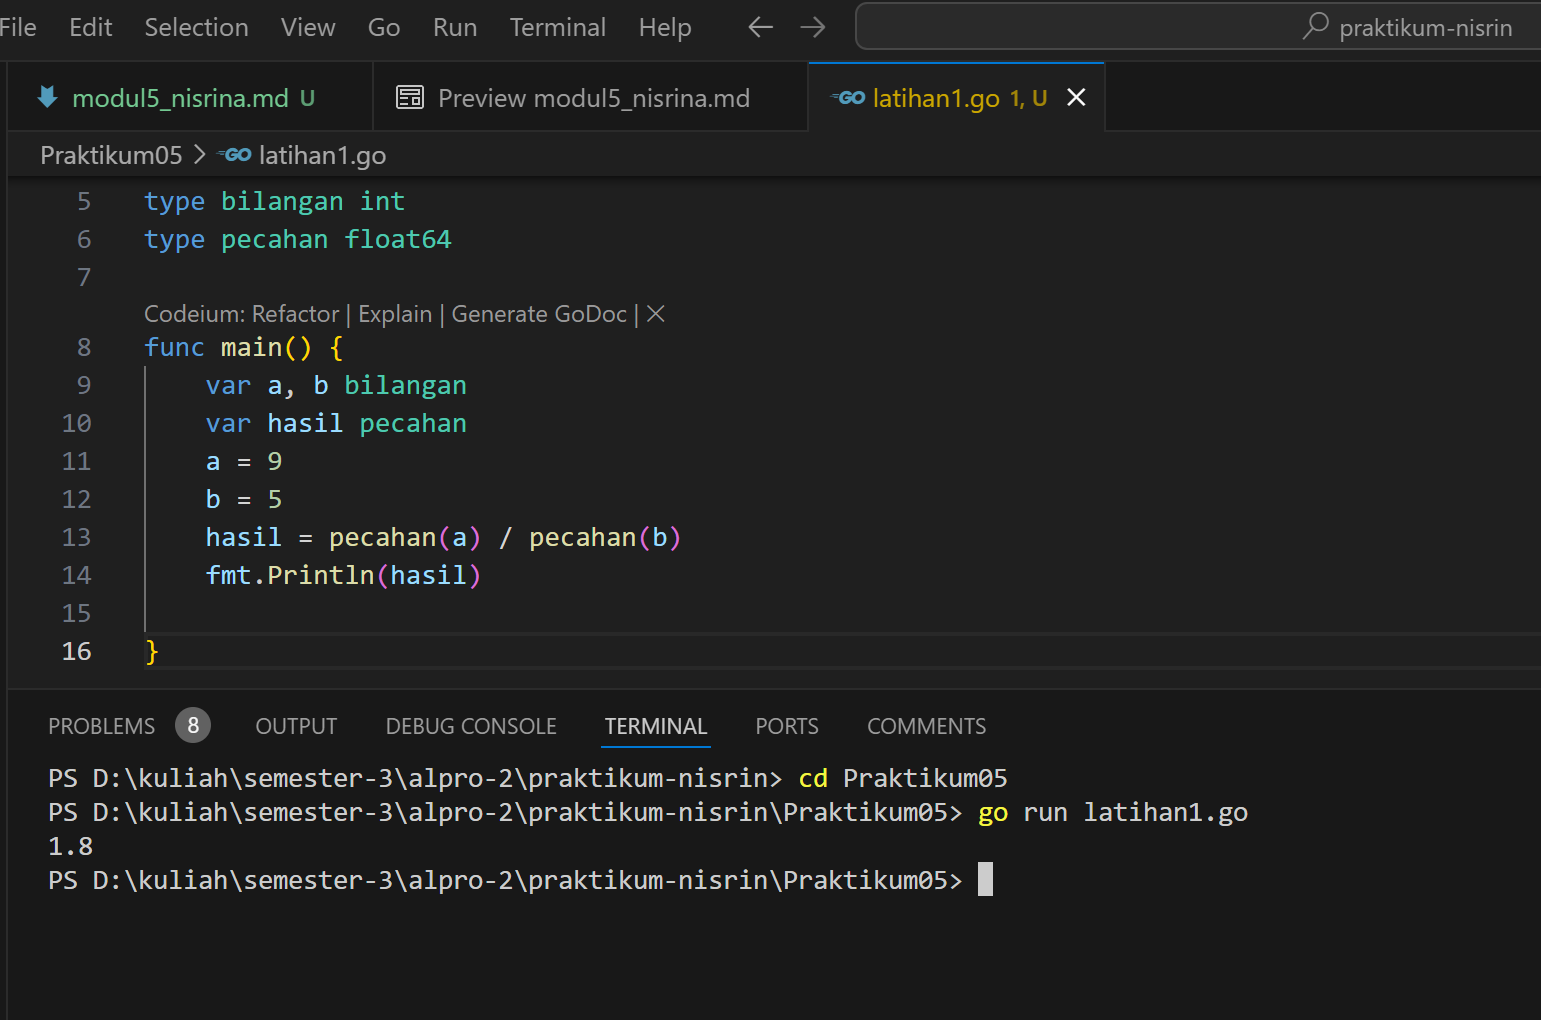 File Edit Selection View Go Run Terminal Help ← → praktikum-nisrin
modul5_nisrina.md U Preview modul5_nisrina.md GO latihan1.go 1, U ×
Praktikum05 > GO latihan1.go
5 type bilangan int
6 type pecahan float64
7
Codeium: Refactor | Explain | Generate GoDoc | ×
8 func main() {
9 var a, b bilangan
10 var hasil pecahan
11 a = 9
12 b = 5
13 hasil = pecahan(a) / pecahan(b)
14 fmt.Println(hasil)
15
16 }
PROBLEMS 8 OUTPUT DEBUG CONSOLE TERMINAL PORTS COMMENTS
PS D:\kuliah\semester-3\alpro-2\praktikum-nisrin> cd Praktikum05
PS D:\kuliah\semester-3\alpro-2\praktikum-nisrin\Praktikum05> go run latihan1.go
1.8
PS D:\kuliah\semester-3\alpro-2\praktikum-nisrin\Praktikum05>